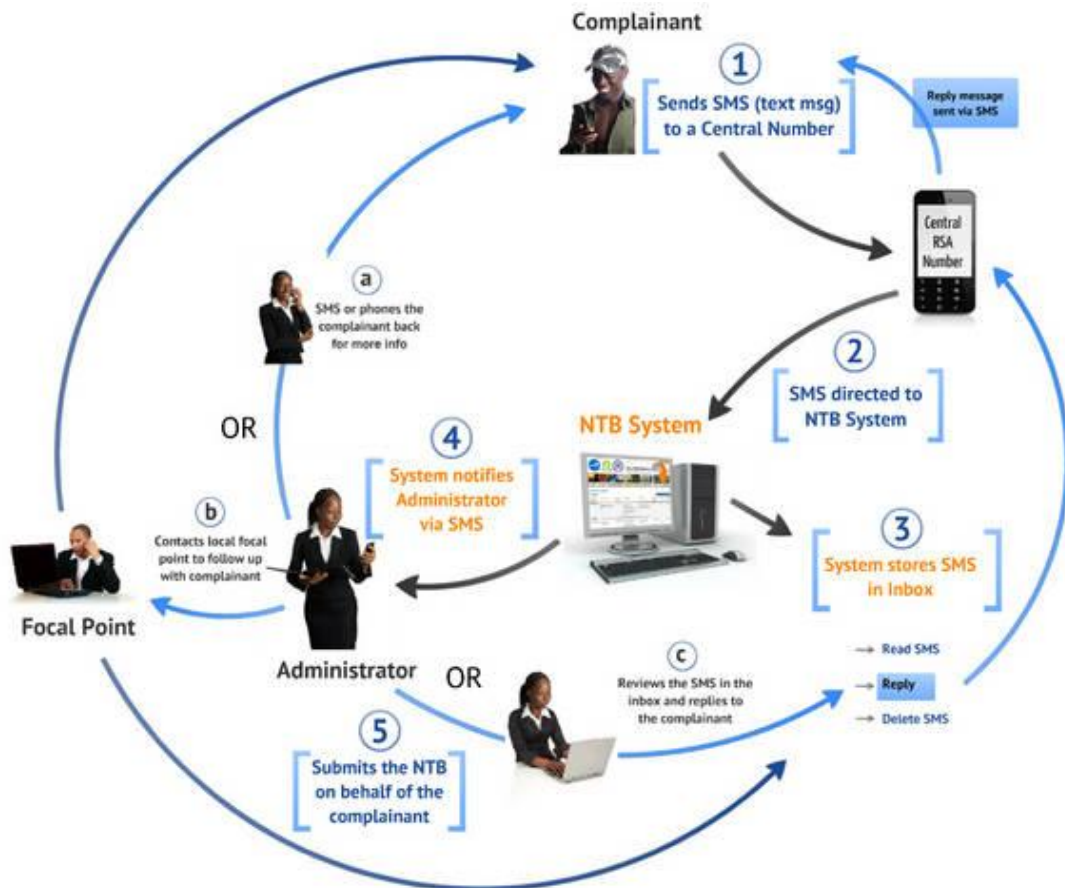 Complainant
1
Sends SMS (text msg)
to a Central Number
Reply message
sent via SMS
Central
RSA
Number
2
SMS directed to
NTB System
NTB System
3
System stores SMS
in Inbox
→ Read SMS
→ Reply
→ Delete SMS
4
System notifies
Administrator
via SMS
a
SMS or phones the
complainant back
for more info
OR
b
Contacts local focal
point to follow up
with complainant
Focal Point
Administrator
OR
c
Reviews the SMS in the
inbox and replies to
the complainant
5
Submits the NTB
on behalf of the
complainant